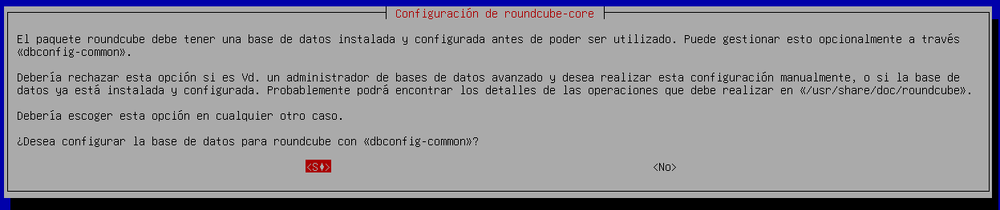 Configuración de roundcube-core
El paquete roundcube debe tener una base de datos instalada y configurada antes de poder ser utilizado. Puede gestionar esto opcionalmente a través
«dbconfig-common».
Debería rechazar esta opción si es Vd. un administrador de bases de datos avanzado y desea realizar esta configuración manualmente, o si la base de
datos ya está instalada y configurada. Probablemente podrá encontrar los detalles de las operaciones que debe realizar en «/usr/share/doc/roundcube».
Debería escoger esta opción en cualquier otro caso.
¿Desea configurar la base de datos para roundcube con «dbconfig-common»?
<S♦> <No>